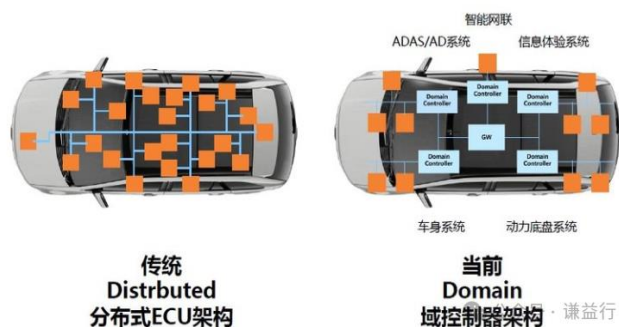 智能网联
ADAS/AD系统
信息体验系统
Domain
Controller
Domain
Controller
Domain
Controller
GW
Domain
Controller
Domain
Controller
车身系统
动力底盘系统
传统
Distrbuted
分布式ECU架构
当前
Domain
域控制器架构
公众号 · 谦益行